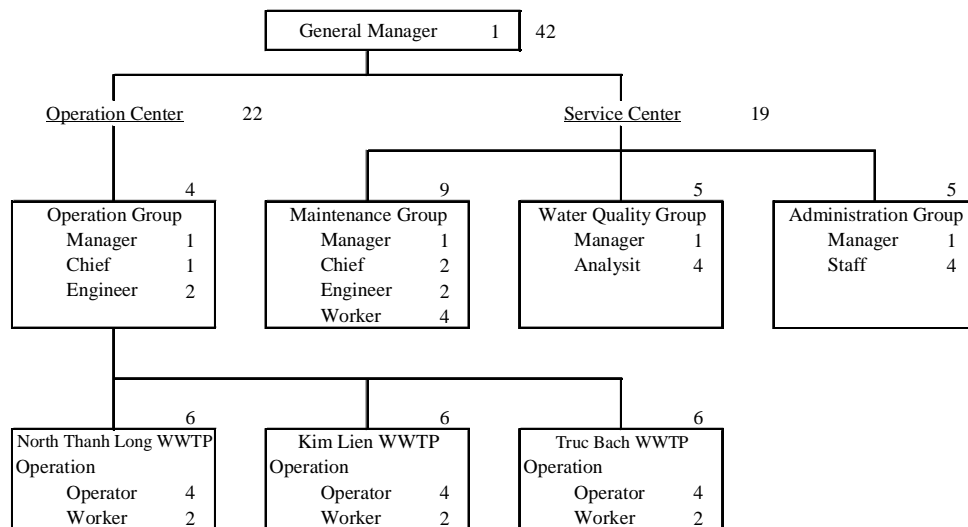 General Manager 1 42
Operation Center 22 Service Center 19
4 9 5 5
Operation Group Maintenance Group Water Quality Group Administration Group
Manager 1 Manager 1 Manager 1 Manager 1
Chief 1 Chief 2 Analysit 4 Staff 4
Engineer 2 Engineer 2
Worker 4
6 6 6
North Thanh Long WWTP Kim Lien WWTP Truc Bach WWTP
Operation Operation Operation
Operator 4 Operator 4 Operator 4
Worker 2 Worker 2 Worker 2